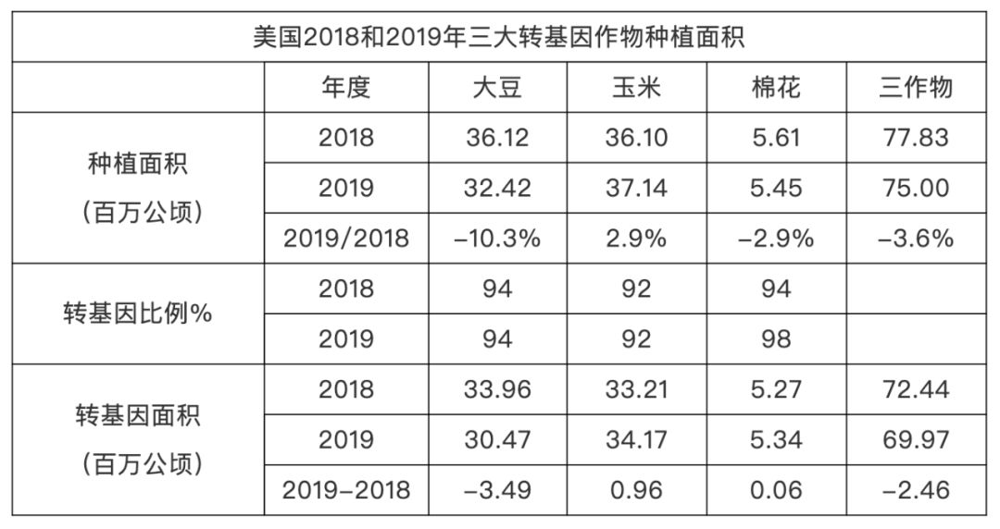 美国2018和2019年三大转基因作物种植面积
年度 大豆 玉米 棉花 三作物
种植面积
（百万公顷）
2018 36.12 36.10 5.61 77.83
2019 32.42 37.14 5.45 75.00
2019/2018 -10.3% 2.9% -2.9% -3.6%
转基因比例%
2018 94 92 94
2019 94 92 98
转基因面积
（百万公顷）
2018 33.96 33.21 5.27 72.44
2019 30.47 34.17 5.34 69.97
2019-2018 -3.49 0.96 0.06 -2.46